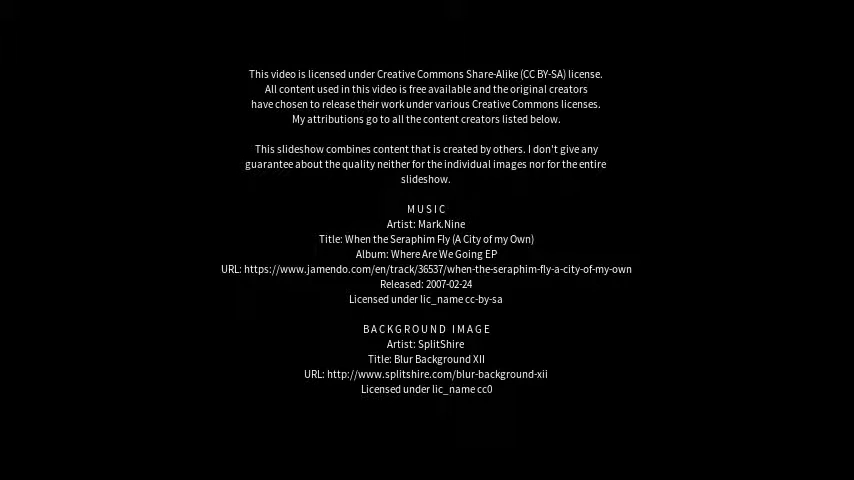 This video is licensed under Creative Commons Share-Alike (CC BY-SA) license.
All content used in this video is free available and the original creators
have chosen to release their work under various Creative Commons licenses.
My attributions go to all the content creators listed below.
This slideshow combines content that is created by others. I don't give any
guarantee about the quality neither for the individual images nor for the entire
slideshow.
MUSIC
Artist: Mark.Nine
Title: When the Seraphim Fly (A City of my Own)
Album: Where Are We Going EP
URL: https://www.jamendo.com/en/track/36537/when-the-seraphim-fly-a-city-of-my-own
Released: 2007-02-24
Licensed under lic_name cc-by-sa
BACKGROUND IMAGE
Artist: SplitShire
Title: Blur Background XII
URL: http://www.splitshire.com/blur-background-xii
Licensed under lic_name cc0